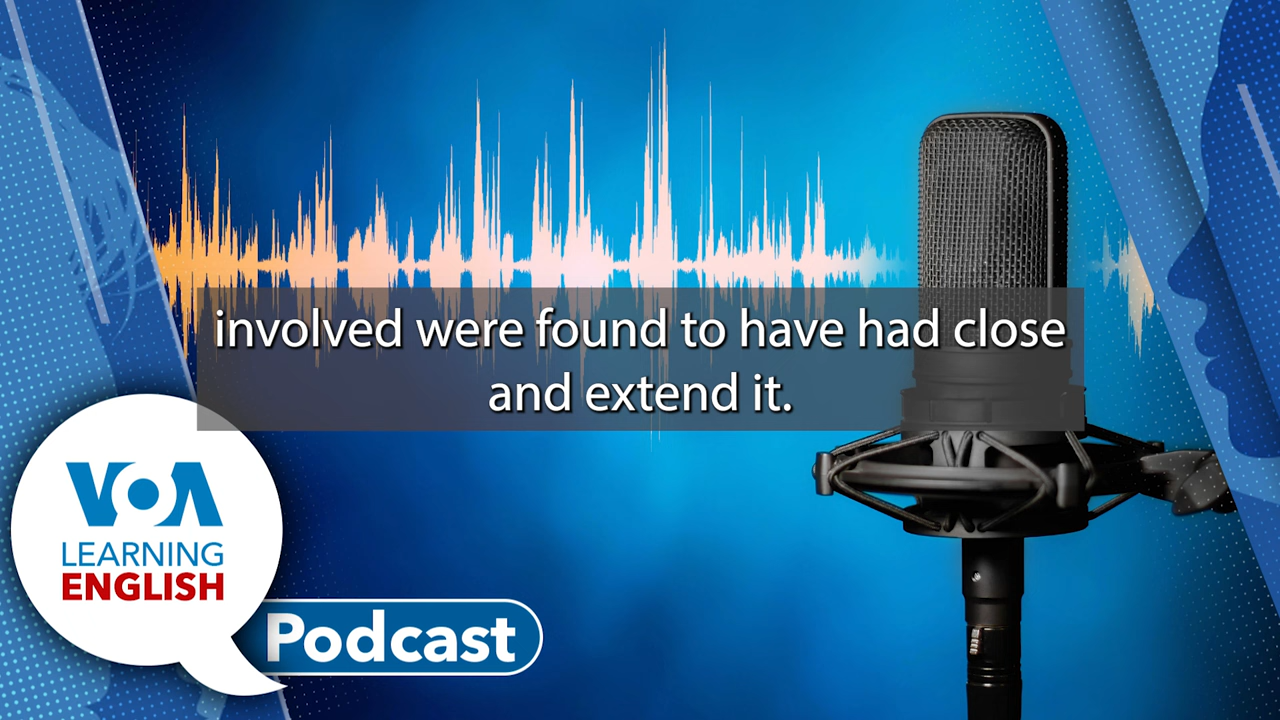 involved were found to have had close
and extend it.
VOA
LEARNING
ENGLISH
Podcast